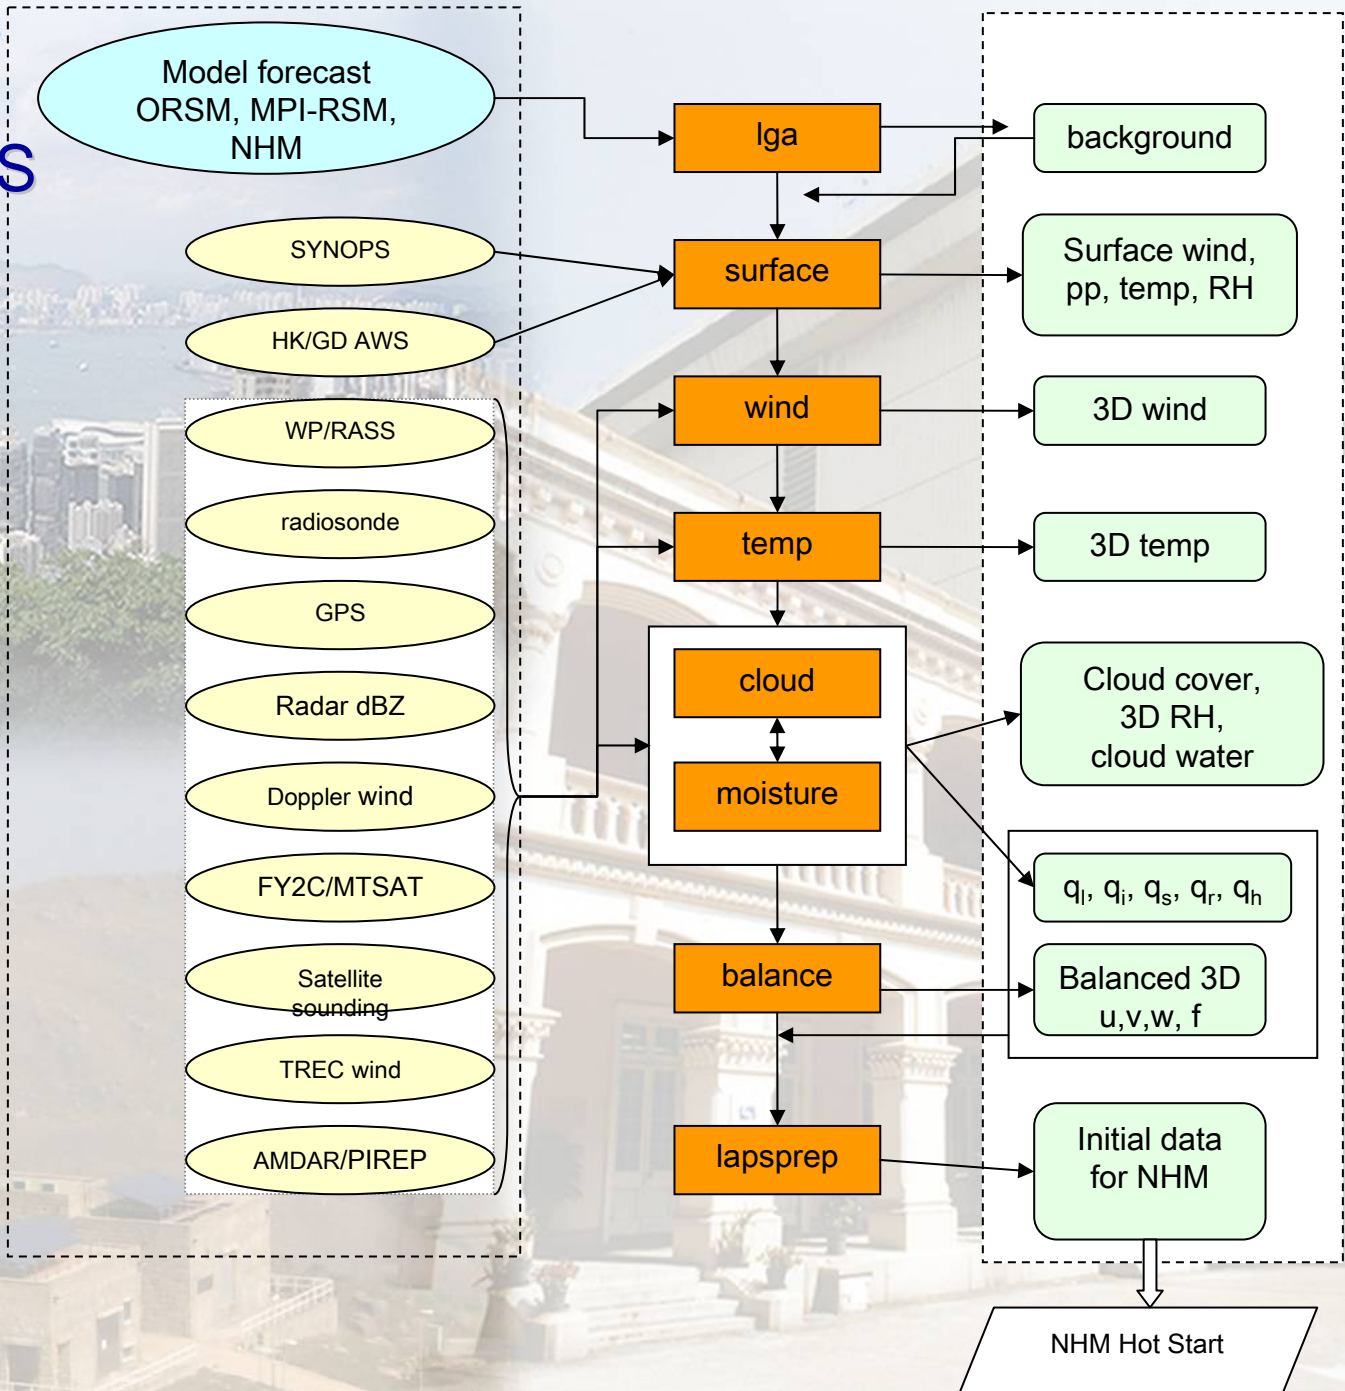 Model forecast
ORSM, MPI-RSM,
NHM
S
SYNOPS
HK/GD AWS
WP/RASS
radiosonde
GPS
Radar dBZ
Doppler wind
FY2C/MTSAT
Satellite
sounding
TREC wind
AMDAR/PIREP
lga
surface
wind
temp
cloud
moisture
balance
lapsprep
background
Surface wind,
pp, temp, RH
3D wind
3D temp
Cloud cover,
3D RH,
cloud water
ql, qi, qs, qr, qh
Balanced 3D
u,v,w, f
Initial data
for NHM
NHM Hot Start